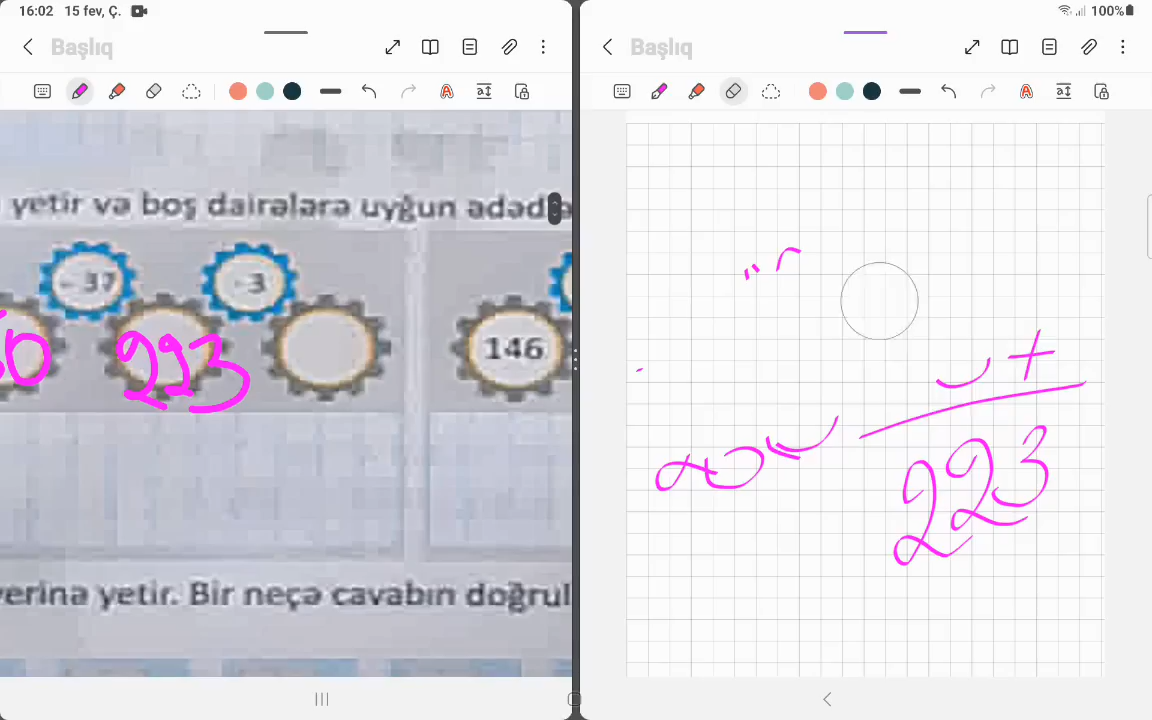 16:02 15 fev, Ç.
100%
Başlıq
Başlıq
yetir və boş dairələrə uyğun ədədl
- 37
- 3
223
146
+
223
yerinə yetir. Bir neçə cavabın doğrul